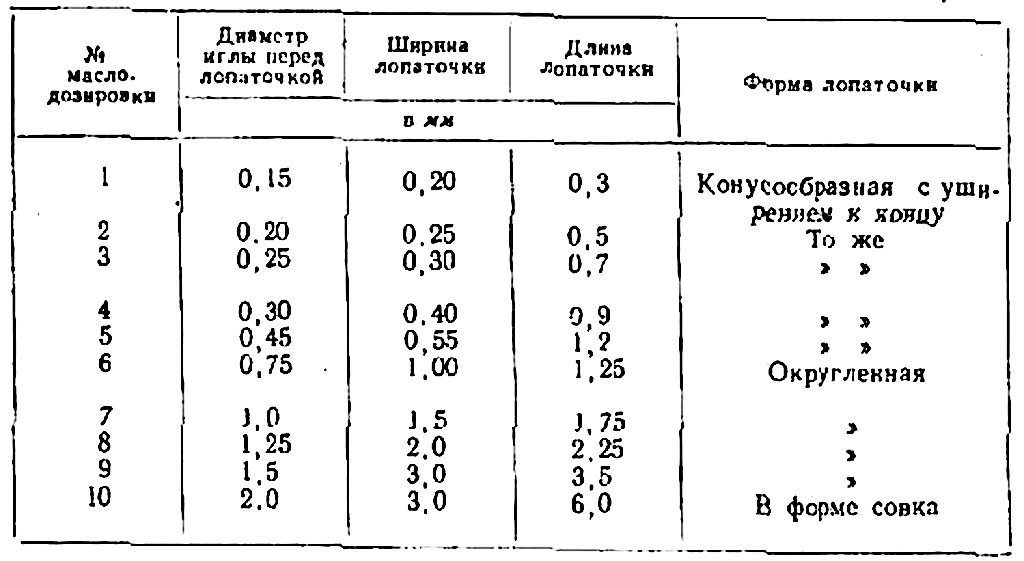 № масло-дозировки | Диаметр иглы перед лопаточкой | Ширина лопаточки | Длина лопаточки | Форма лопаточки
в мм
1 | 0,15 | 0,20 | 0,3 | Конусообразная с уши-
рением к концу
2 | 0.20 | 0.25 | 0,5 | То же
3 | 0,25 | 0,30 | 0,7 | » »
4 | 0,30 | 0.40 | 0,9 | » »
5 | 0,45 | 0,55 | 1,2 | » »
6 | 0,75 | 1,00 | 1,25 | Округленная
7 | 1,0 | 1,5 | 1,75 | »
8 | 1,25 | 2,0 | 2,25 | »
9 | 1,5 | 3,0 | 3,5 | »
10 | 2,0 | 3,0 | 6,0 | В форме совка